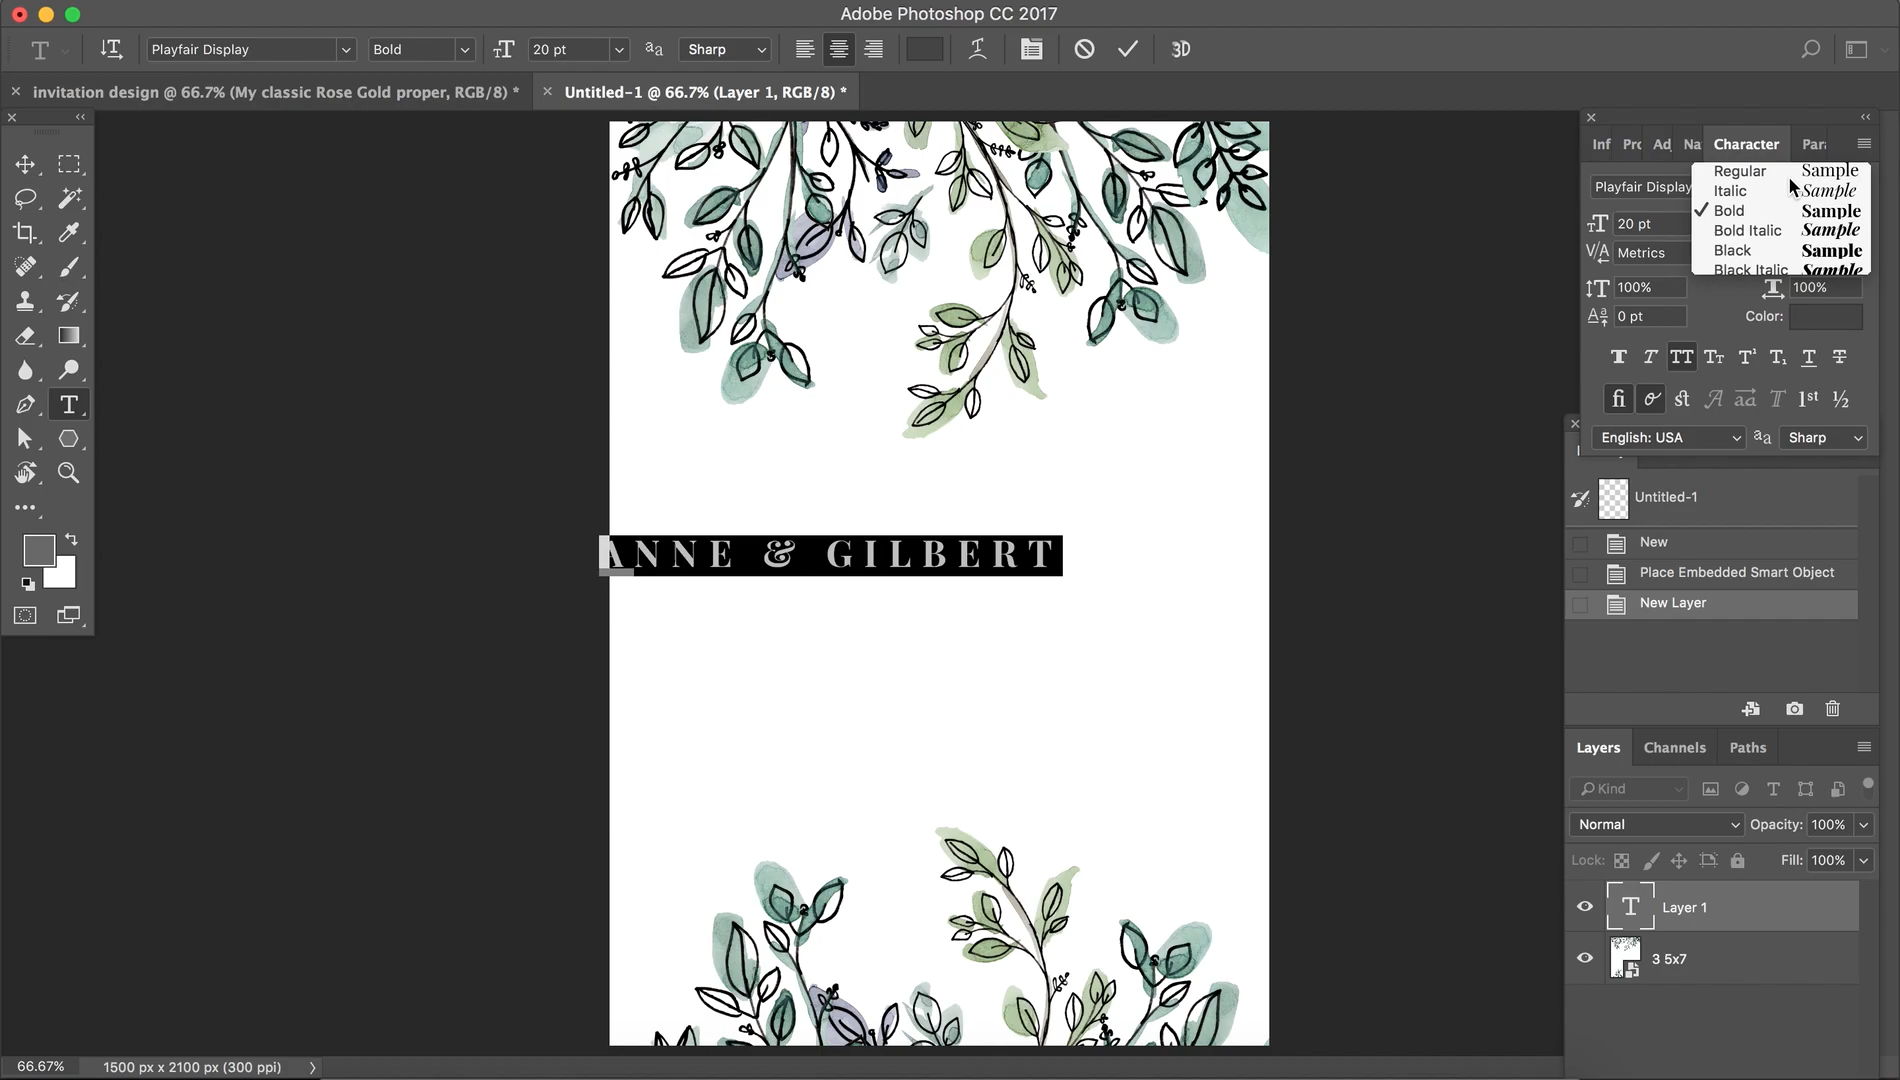 Adobe Photoshop CC 2017
Playfair Display Bold 20 pt Sharp 3D
invitation design @ 66.7% (My classic Rose Gold proper, RGB/8) *
Untitled-1 @ 66.7% (Layer 1, RGB/8) *
Inf Pro Ad Na Character Para
Regular Sample
Playfair Display
Italic Sample
Bold Sample
20 pt
Bold Italic Sample
Metrics
Black Sample
Black Italic Sample
100% 100%
0 pt Color:
English: USA Sharp
Untitled-1
ANNE & GILBERT
New
Place Embedded Smart Object
New Layer
Layers Channels Paths
Kind
Normal Opacity: 100%
Lock: Fill: 100%
Layer 1
3 5x7
66.67% 1500 px x 2100 px (300 ppi)